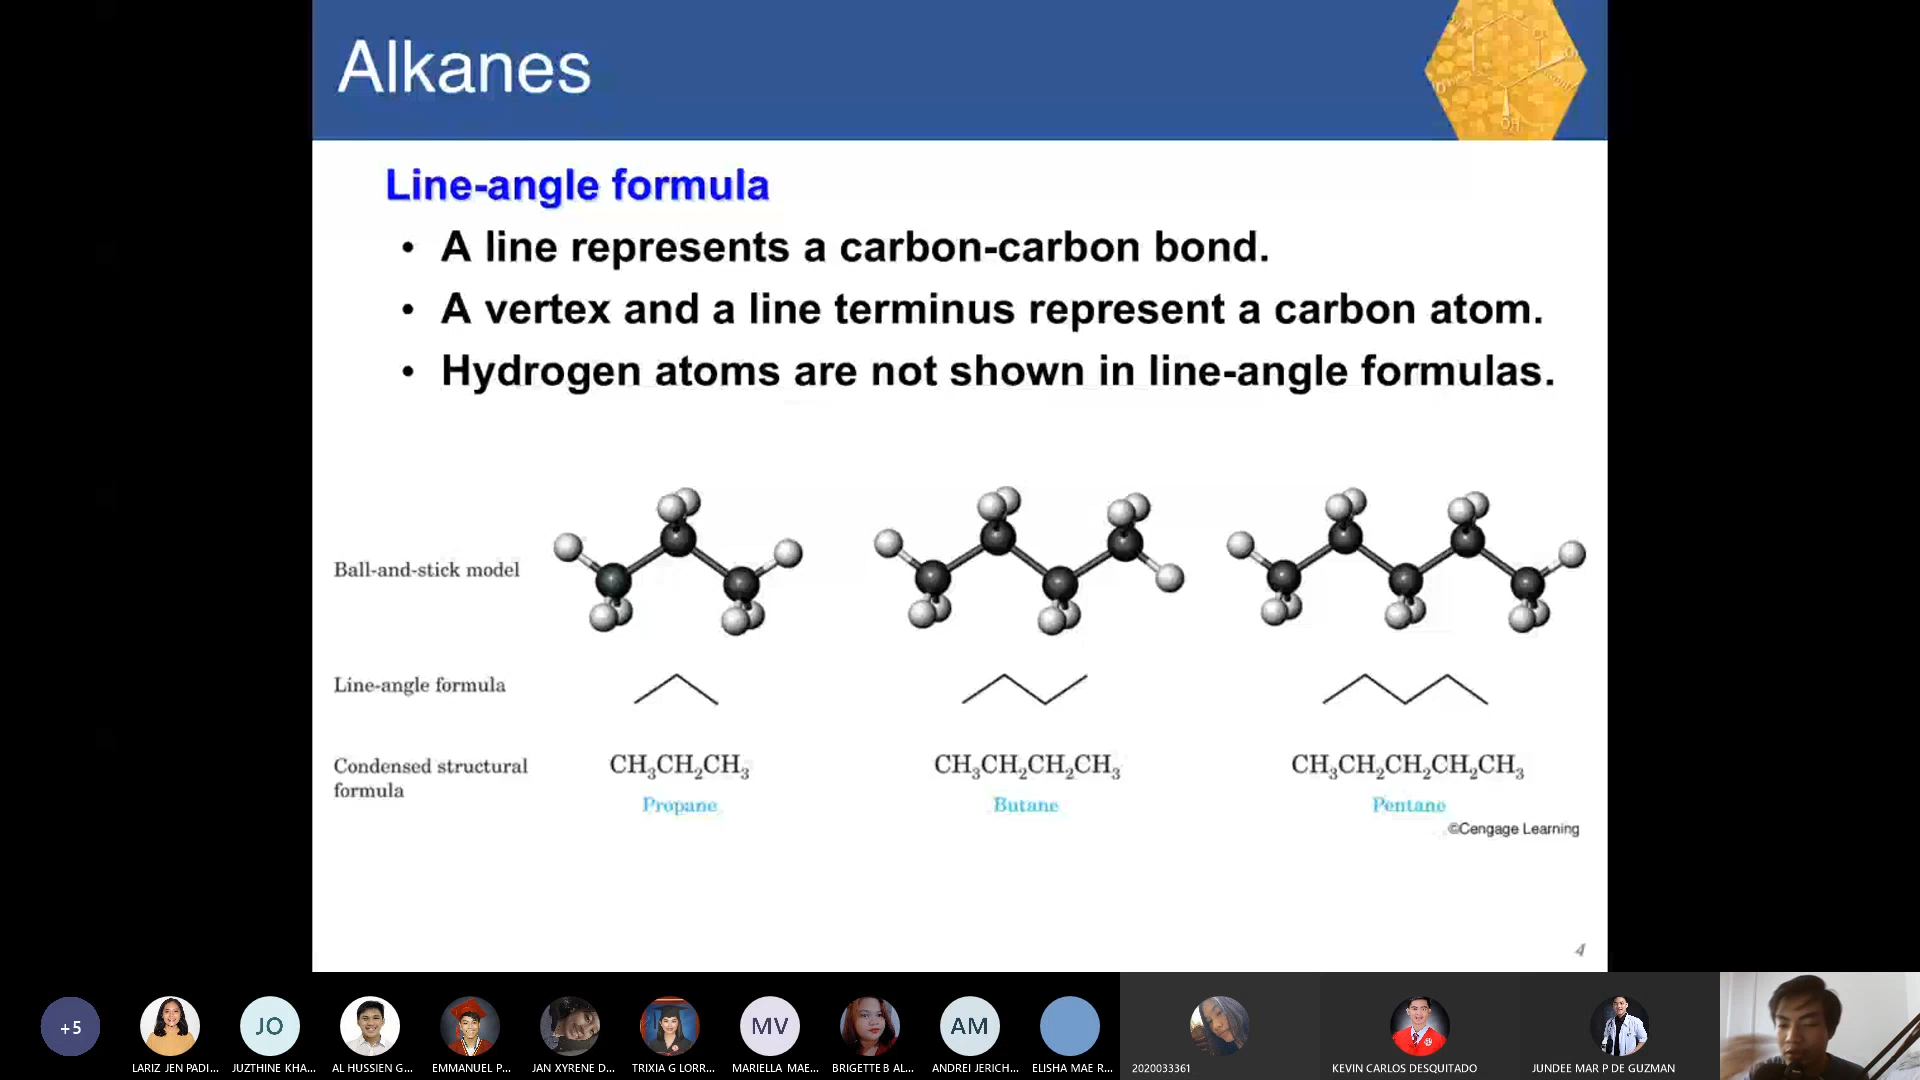 Alkanes
OH
Line-angle formula
• A line represents a carbon-carbon bond.
• A vertex and a line terminus represent a carbon atom.
• Hydrogen atoms are not shown in line-angle formulas.
Ball-and-stick model
Line-angle formula
Condensed structural
formula
CH₃CH₂CH₃
CH₃CH₂CH₂CH₃
CH₃CH₂CH₂CH₂CH₃
Propane
Butane
Pentane
©Cengage Learning
4
+5
JO
MV
AM
LARIZ JEN PADI...
JUZTHINE KHA...
AL HUSSIEN G...
EMMANUEL P...
JAN XYRENE D...
TRIXIA G LORR...
MARIELLA MAE...
BRIGETTE B AL...
ANDREI JERICH...
ELISHA MAE R...
2020033361
KEVIN CARLOS DESQUITADO
JUNDEE MAR P DE GUZMAN